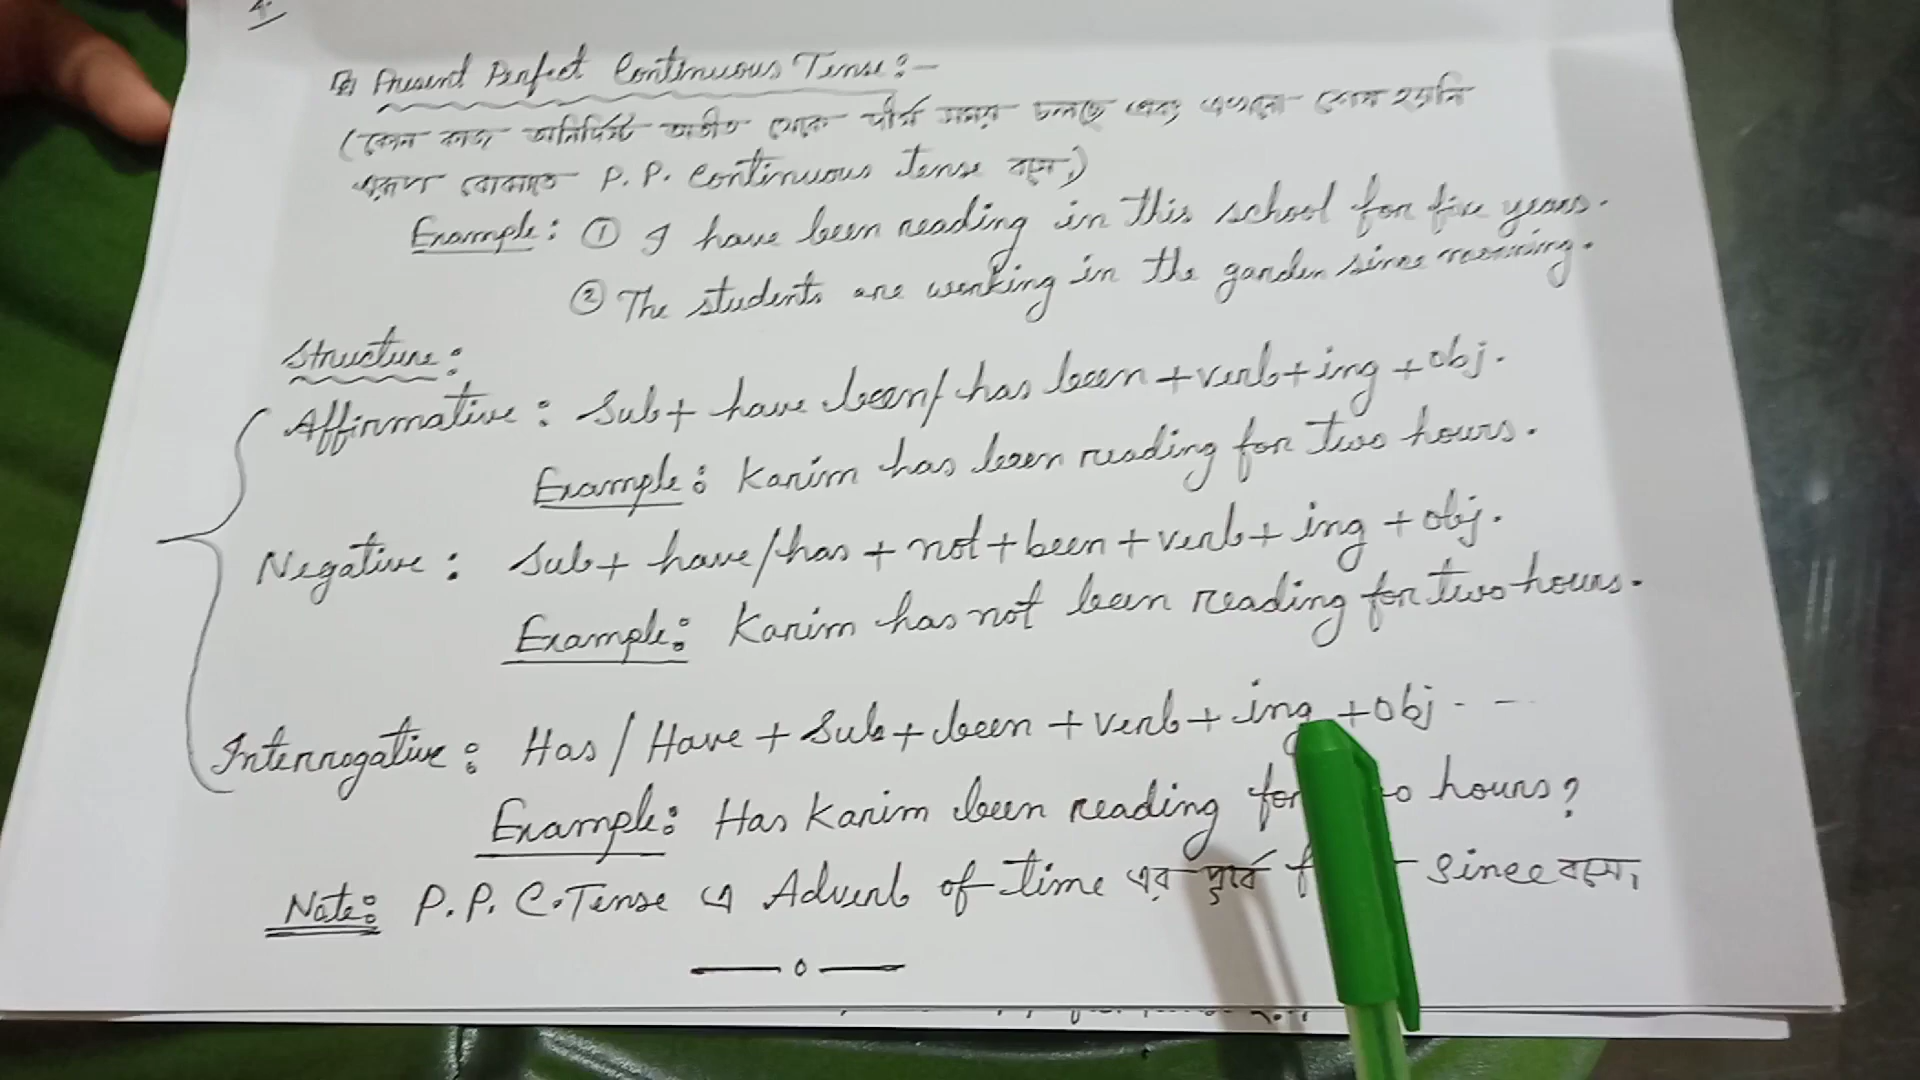 Present Perfect Continuous Tense:-
(কোন কাজ অনির্দিষ্ট অতীত থেকে দীর্ঘ সময় চলছে এবং এখনো শেষ হয়নি
এরূপ বোঝাতে P.P. Continuous Tense বসে।)
Example: ① I have been reading in this school for five years.
② The students are working in the garden since morning.
Structure:
Affirmative: Sub+ have been/has been +verb+ing +obj.
Example: Karim has been reading for two hours.
Negative: Sub+ have/has + not+been+verb+ing +obj.
Example: Karim has not been reading for two hours.
Interrogative: Has/Have + Sub+been +verb+ing +obj - -
Example: Has Karim been reading hours?
Note: P.P.C.Tense এ Adverb of time এর পূর্বে since বসে।